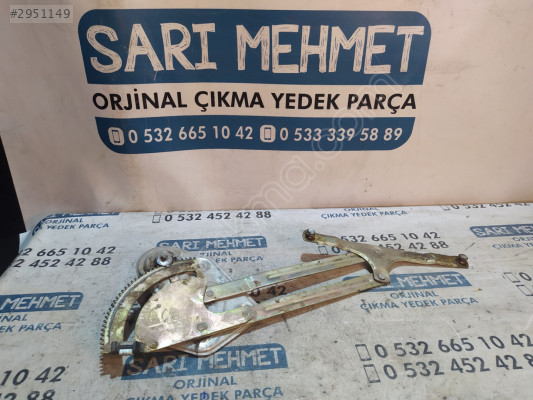 #2951149
SARI MEHMET
ORJİNAL ÇIKMA YEDEK PARÇA
0 532 665 10 42 0 533 339 58 89
ORJİNAL
ÇIKMA YEDEK PARÇA
0 532 452 42 88
0 532 665 10 42
0 532 452 42 88
SARI MEHMET
ORJİNAL
ÇIKMA YEDEK PARÇA
SARI MEHMET
ORJİNAL
0 532 665 10 42
0 532 452 42 88